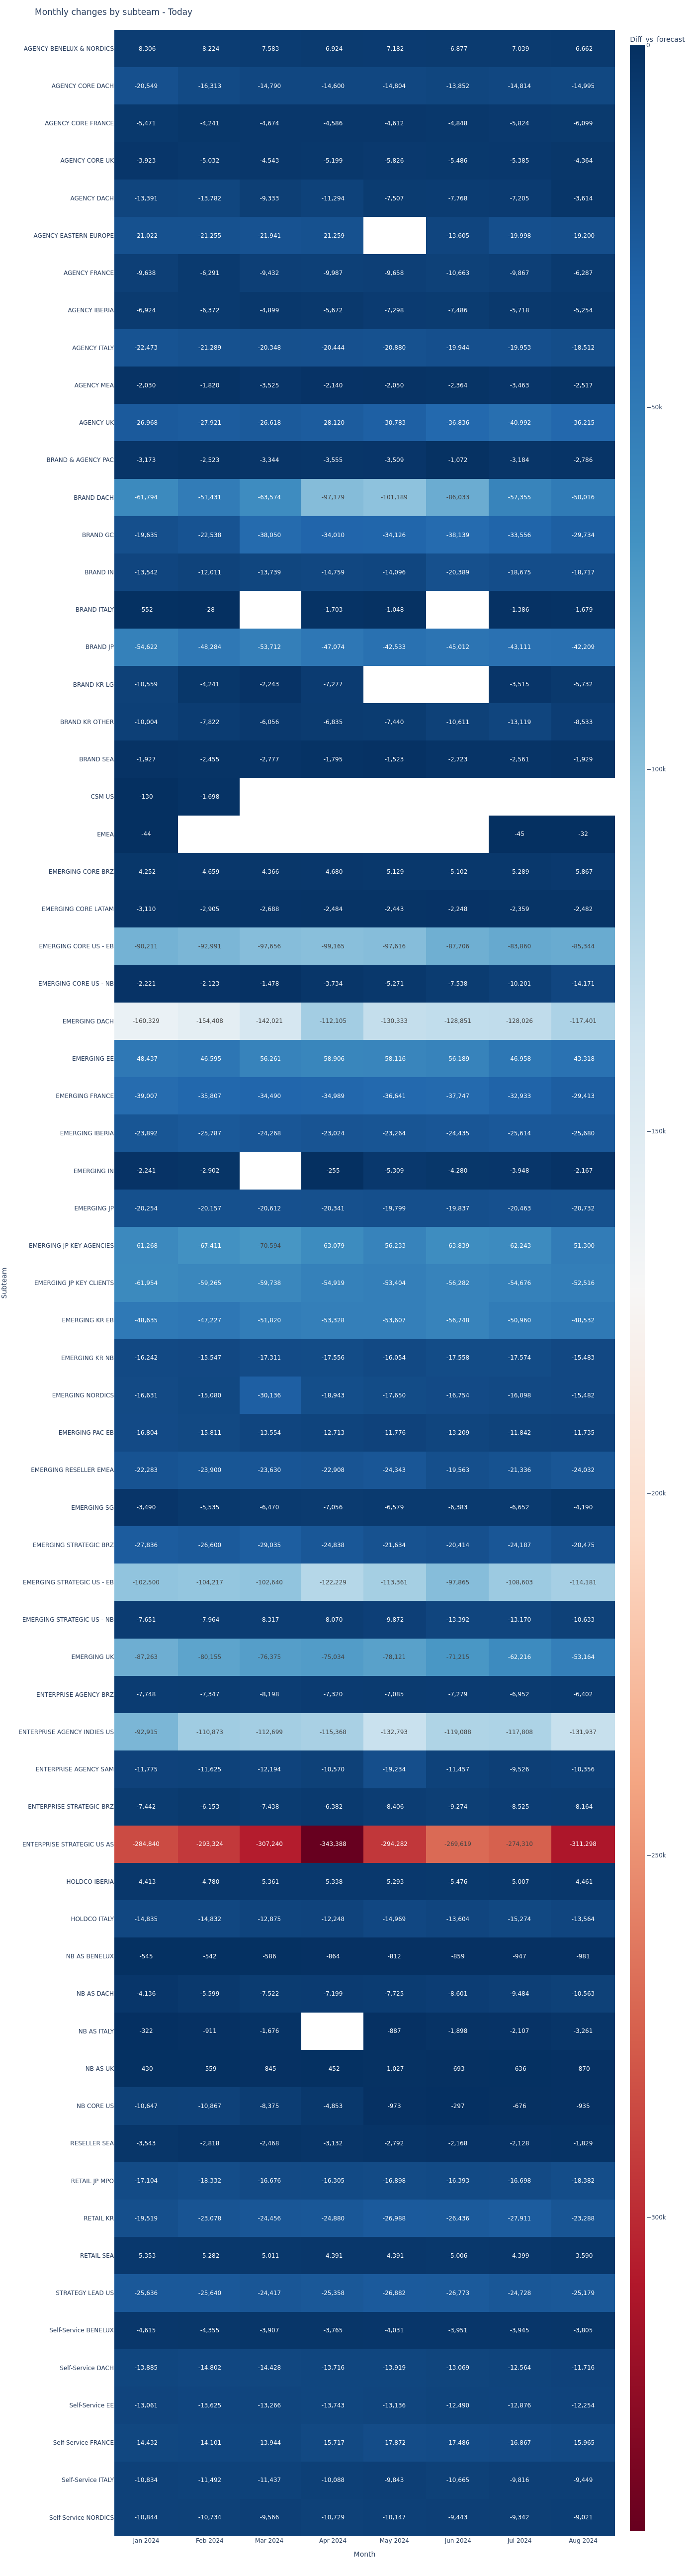 Monthly changes by subteam - Today
Diff_vs_forecast
AGENCY BENELUX & NORDICS -8,306 -8,224 -7,583 -6,924 -7,182 -6,877 -7,039 -6,662
AGENCY CORE DACH -20,549 -16,313 -14,790 -14,600 -14,804 -13,852 -14,814 -14,995
AGENCY CORE FRANCE -5,471 -4,241 -4,674 -4,586 -4,612 -4,848 -5,824 -6,099
AGENCY CORE UK -3,923 -5,032 -4,543 -5,199 -5,826 -5,486 -5,385 -4,364
AGENCY DACH -13,391 -13,782 -9,333 -11,294 -7,507 -7,768 -7,205 -3,614
AGENCY EASTERN EUROPE -21,022 -21,255 -21,941 -21,259 -13,605 -19,998 -19,200
AGENCY FRANCE -9,638 -6,291 -9,432 -9,987 -9,658 -10,663 -9,867 -6,287
AGENCY IBERIA -6,924 -6,372 -4,899 -5,672 -7,298 -7,486 -5,718 -5,254
AGENCY ITALY -22,473 -21,289 -20,348 -20,444 -20,880 -19,944 -19,953 -18,512
AGENCY MEA -2,030 -1,820 -3,525 -2,140 -2,050 -2,364 -3,463 -2,517
AGENCY UK -26,968 -27,921 -26,618 -28,120 -30,783 -36,836 -40,992 -36,215
BRAND & AGENCY PAC -3,173 -2,523 -3,344 -3,555 -3,509 -1,072 -3,184 -2,786
BRAND DACH -61,794 -51,431 -63,574 -97,179 -101,189 -86,033 -57,355 -50,016
BRAND GC -19,635 -22,538 -38,050 -34,010 -34,126 -38,139 -33,556 -29,734
BRAND IN -13,542 -12,011 -13,739 -14,759 -14,096 -20,389 -18,675 -18,717
BRAND ITALY -552 -28 -1,703 -1,048 -1,386 -1,679
BRAND JP -54,622 -48,284 -53,712 -47,074 -42,533 -45,012 -43,111 -42,209
BRAND KR LG -10,559 -4,241 -2,243 -7,277 -3,515 -5,732
BRAND KR OTHER -10,004 -7,822 -6,056 -6,835 -7,440 -10,611 -13,119 -8,533
BRAND SEA -1,927 -2,455 -2,777 -1,795 -1,523 -2,723 -2,561 -1,929
CSM US -130 -1,698
EMEA -44 -45 -32
EMERGING CORE BRZ -4,252 -4,659 -4,366 -4,680 -5,129 -5,102 -5,289 -5,867
EMERGING CORE LATAM -3,110 -2,905 -2,688 -2,484 -2,443 -2,248 -2,359 -2,482
EMERGING CORE US - EB -90,211 -92,991 -97,656 -99,165 -97,616 -87,706 -83,860 -85,344
EMERGING CORE US - NB -2,221 -2,123 -1,478 -3,734 -5,271 -7,538 -10,201 -14,171
EMERGING DACH -160,329 -154,408 -142,021 -112,105 -130,333 -128,851 -128,026 -117,401
EMERGING EE -48,437 -46,595 -56,261 -58,906 -58,116 -56,189 -46,958 -43,318
EMERGING FRANCE -39,007 -35,807 -34,490 -34,989 -36,641 -37,747 -32,933 -29,413
EMERGING IBERIA -23,892 -25,787 -24,268 -23,024 -23,264 -24,435 -25,614 -25,680
EMERGING IN -2,241 -2,902 -255 -5,309 -4,280 -3,948 -2,167
EMERGING JP -20,254 -20,157 -20,612 -20,341 -19,799 -19,837 -20,463 -20,732
EMERGING JP KEY AGENCIES -61,268 -67,411 -70,594 -63,079 -56,233 -63,839 -62,243 -51,300
EMERGING JP KEY CLIENTS -61,954 -59,265 -59,738 -54,919 -53,404 -56,282 -54,676 -52,516
EMERGING KR EB -48,635 -47,227 -51,820 -53,328 -53,607 -56,748 -50,960 -48,532
EMERGING KR NB -16,242 -15,547 -17,311 -17,556 -16,054 -17,558 -17,574 -15,483
EMERGING NORDICS -16,631 -15,080 -30,136 -18,943 -17,650 -16,754 -16,098 -15,482
EMERGING PAC EB -16,804 -15,811 -13,554 -12,713 -11,776 -13,209 -11,842 -11,735
EMERGING RESELLER EMEA -22,283 -23,900 -23,630 -22,908 -24,343 -19,563 -21,336 -24,032
EMERGING SG -3,490 -5,535 -6,470 -7,056 -6,579 -6,383 -6,652 -4,190
EMERGING STRATEGIC BRZ -27,836 -26,600 -29,035 -24,838 -21,634 -20,414 -24,187 -20,475
EMERGING STRATEGIC US - EB -102,500 -104,217 -102,640 -122,229 -113,361 -97,885 -108,603 -114,181
EMERGING STRATEGIC US - NB -7,651 -7,964 -8,317 -8,070 -9,872 -13,392 -13,170 -10,633
EMERGING UK -87,263 -80,155 -76,375 -75,034 -78,121 -71,215 -62,216 -53,164
ENTERPRISE AGENCY BRZ -7,748 -7,347 -8,198 -7,320 -7,085 -7,279 -6,952 -6,402
ENTERPRISE AGENCY INDIES US -92,915 -110,873 -112,699 -115,368 -132,793 -119,088 -117,808 -131,937
ENTERPRISE AGENCY SAM -11,775 -11,625 -12,194 -10,570 -19,234 -11,457 -9,526 -10,356
ENTERPRISE STRATEGIC BRZ -7,442 -6,153 -7,438 -6,382 -8,406 -9,274 -8,525 -8,164
ENTERPRISE STRATEGIC US AS -284,840 -293,324 -307,240 -343,388 -294,282 -269,619 -274,310 -311,298
HOLDCO IBERIA -4,413 -4,780 -5,361 -5,338 -5,293 -5,476 -5,007 -4,461
HOLDCO ITALY -14,835 -14,832 -12,875 -12,248 -14,969 -13,604 -15,274 -13,564
NB AS BENELUX -545 -542 -586 -864 -812 -859 -947 -981
NB AS DACH -4,136 -5,599 -7,522 -7,199 -7,725 -8,601 -9,484 -10,563
NB AS ITALY -322 -911 -1,676 -887 -1,898 -2,107 -3,261
NB AS UK -430 -559 -845 -452 -1,027 -693 -636 -870
NB CORE US -10,647 -10,867 -8,375 -4,853 -973 -297 -676 -935
RESELLER SEA -3,543 -2,818 -2,468 -3,132 -2,792 -2,168 -2,128 -1,829
RETAIL JP MPO -17,104 -18,332 -16,676 -16,305 -16,898 -16,393 -16,698 -18,382
RETAIL KR -19,519 -23,078 -24,456 -24,880 -26,988 -26,436 -27,911 -23,288
RETAIL SEA -5,353 -5,282 -5,011 -4,391 -4,391 -5,006 -4,399 -3,590
STRATEGY LEAD US -25,636 -25,640 -24,417 -25,358 -26,882 -26,773 -24,728 -25,179
Self-Service BENELUX -4,615 -4,355 -3,907 -3,765 -4,031 -3,951 -3,945 -3,805
Self-Service DACH -13,885 -14,802 -14,428 -13,716 -13,919 -13,069 -12,564 -11,716
Self-Service EE -13,061 -13,625 -13,266 -13,743 -13,136 -12,490 -12,876 -12,254
Self-Service FRANCE -14,432 -14,101 -13,944 -15,717 -17,872 -17,486 -16,867 -15,965
Self-Service ITALY -10,834 -11,492 -11,437 -10,088 -9,843 -10,665 -9,816 -9,449
Self-Service NORDICS -10,844 -10,734 -9,566 -10,729 -10,147 -9,443 -9,342 -9,021
Jan 2024 Feb 2024 Mar 2024 Apr 2024 May 2024 Jun 2024 Jul 2024 Aug 2024
Month
Subteam
0
−50k
−100k
−150k
−200k
−250k
−300k